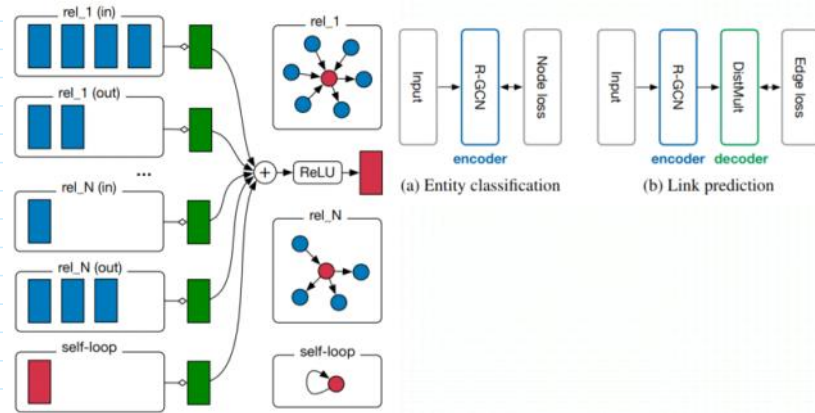 rel_1 (in)
rel_1 (out)
...
rel_N (in)
rel_N (out)
self-loop
+
ReLU
rel_1
rel_N
self-loop
Input
R-GCN
Node loss
encoder
(a) Entity classification
Input
R-GCN
DistMult
Edge loss
encoder
decoder
(b) Link prediction